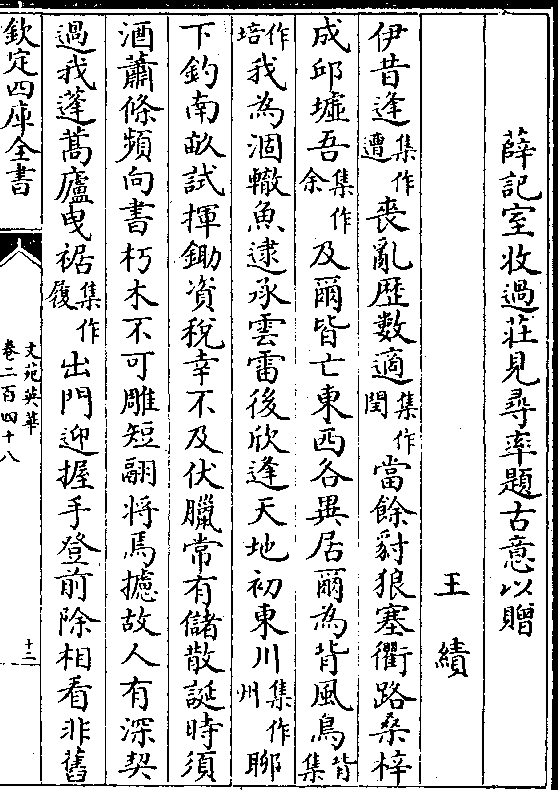 薛記室收過莊見尋率題古意以贈
王績
伊昔逢集作遭喪亂歴數適集作閏當餘豺狼塞衢路桑梓
成邱墟吾集作余及爾皆亡東西各異居爾為背風鳥背集
作培我為涸轍魚逮承雲雷後欣逢天地初東川集作州聊
下釣南畝試揮鋤資稅幸不及伏臘常有儲散誕時須
酒蕭條頻向書朽木不可雕短翮將焉攄故人有深契
過我蓬蒿廬曳裾集作履出門迎握手登前除相看非舊
欽定四庫全書
文苑英華
卷二百四十八
十二